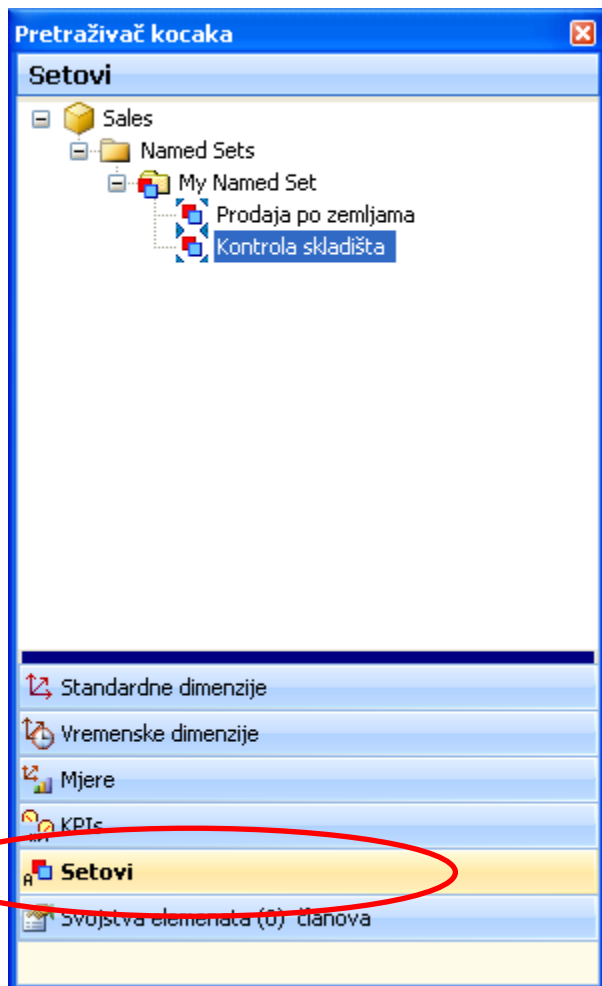 Pretraživač kocaka
Setovi
Sales
Named Sets
My Named Set
Prodaja po zemljama
Kontrola skladišta
Standardne dimenzije
Vremenske dimenzije
Mjere
KPIs
A Setovi
Svojstva elemenata (0) članova